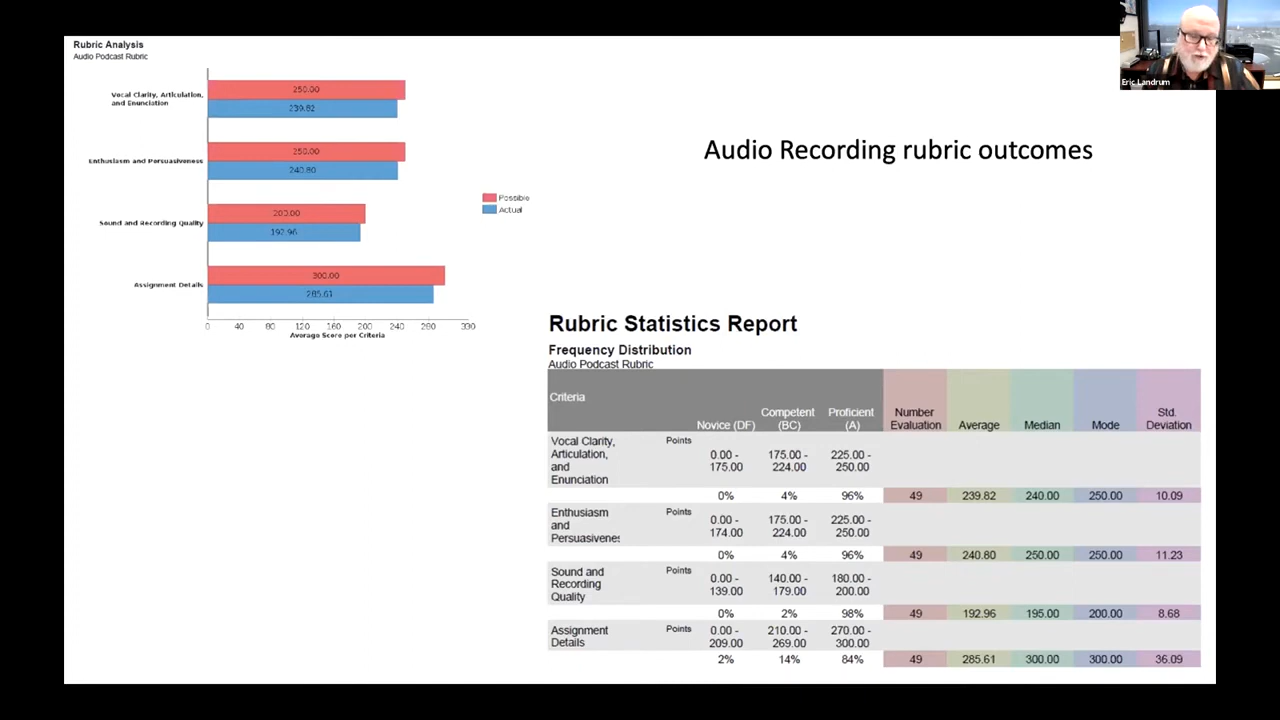 Rubric Analysis
Audio Podcast Rubric
Vocal Clarity, Articulation,
and Enunciation
250.00
239.82
Enthusiasm and Persuasiveness
250.00
240.80
Sound and Recording Quality
200.00
192.96
Assignment Details
300.00
285.61
0 40 80 120 160 200 240 280 330
Average Score per Criteria
Possible
Actual
Eric Landrum
Audio Recording rubric outcomes
Rubric Statistics Report
Frequency Distribution
Audio Podcast Rubric
Criteria
Novice (DF)
Competent
(BC)
Proficient
(A)
Number
Evaluation
Average
Median
Mode
Std.
Deviation
Vocal Clarity,
Articulation,
and
Enunciation
Points
0.00 -
175.00
175.00 -
224.00
225.00 -
250.00
0% 4% 96% 49 239.82 240.00 250.00 10.09
Enthusiasm
and
Persuasivenes
Points
0.00 -
174.00
175.00 -
224.00
225.00 -
250.00
0% 4% 96% 49 240.80 250.00 250.00 11.23
Sound and
Recording
Quality
Points
0.00 -
139.00
140.00 -
179.00
180.00 -
200.00
0% 2% 98% 49 192.96 195.00 200.00 8.68
Assignment
Details
Points
0.00 -
209.00
210.00 -
269.00
270.00 -
300.00
2% 14% 84% 49 285.61 300.00 300.00 36.09